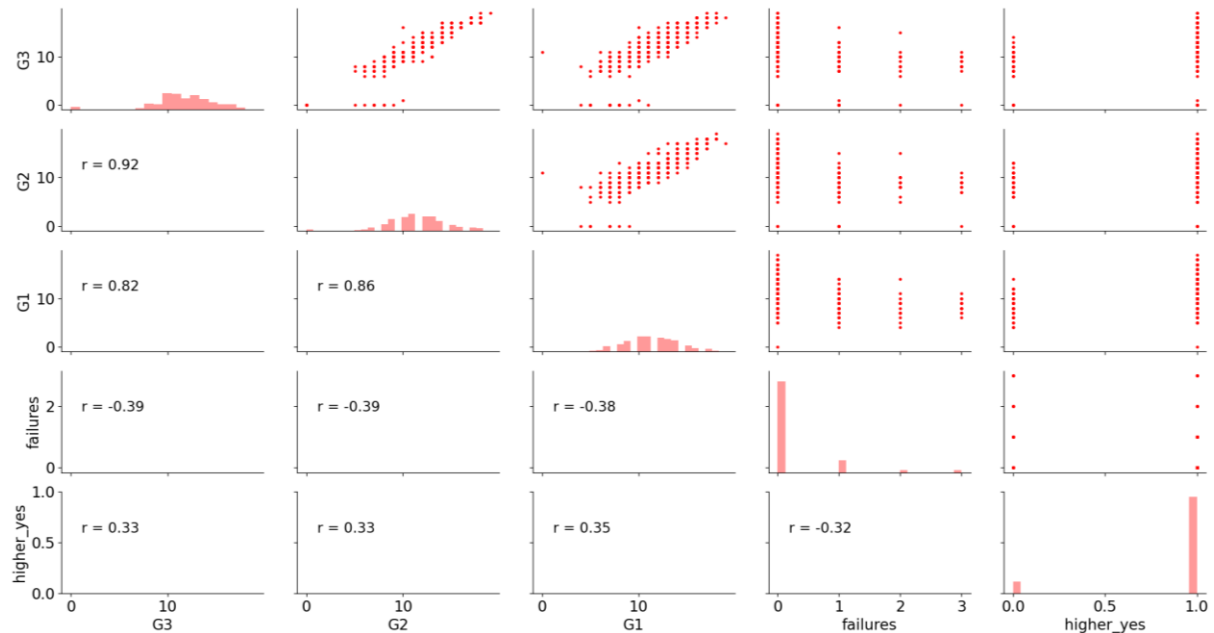 G3
10
0
G2
10
0
r = 0.92
G1
10
0
r = 0.82
r = 0.86
failures
2
0
r = -0.39
r = -0.39
r = -0.38
higher_yes
1.0
0.5
0.0
r = 0.33
r = 0.33
r = 0.35
r = -0.32
0 10
0 10
0 10
0 1 2 3
0.0 0.5 1.0
G3
G2
G1
failures
higher_yes